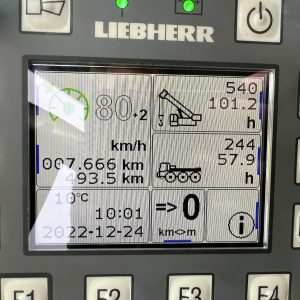 LIEBHERR
80+2
km/h
007.666 km
493.5 km
540
101.2
h
244
57.9
h
10°C
10:01
2022-12-24
=> 0
km<>m
i
F1
F2
F3
F4